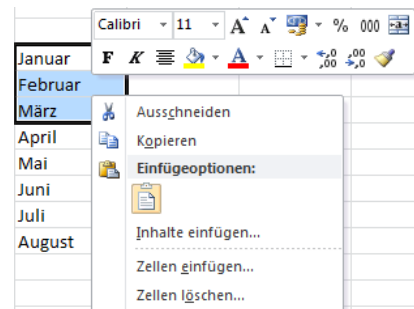 Calibri 11 A A % 000
F K A ,00 ,00
Januar
Februar
März
April
Mai
Juni
Juli
August
Ausschneiden
Kopieren
Einfügeoptionen:
Inhalte einfügen...
Zellen einfügen...
Zellen löschen...